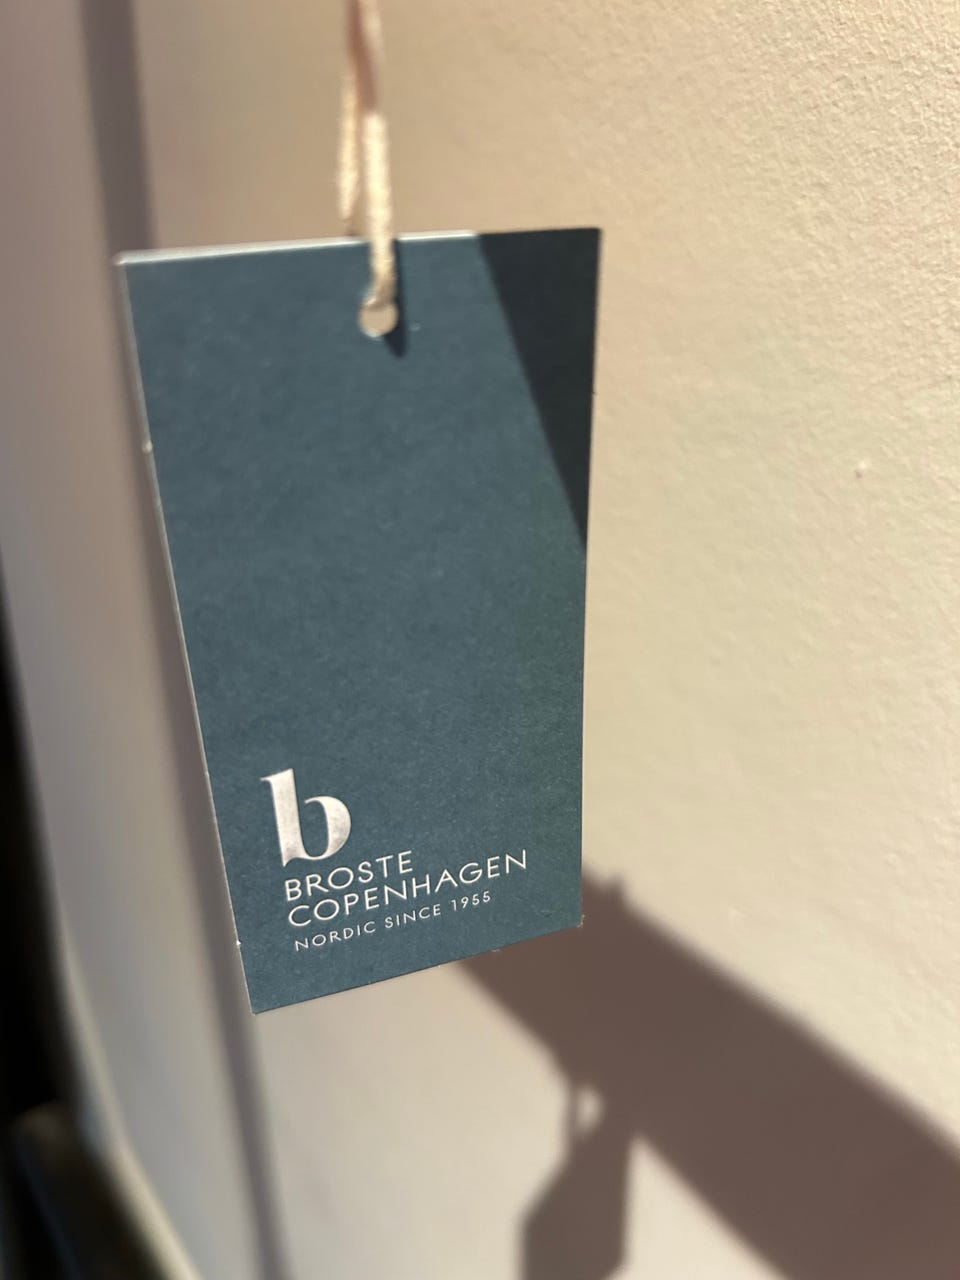 b
BROSTE
COPENHAGEN
NORDIC SINCE 1955